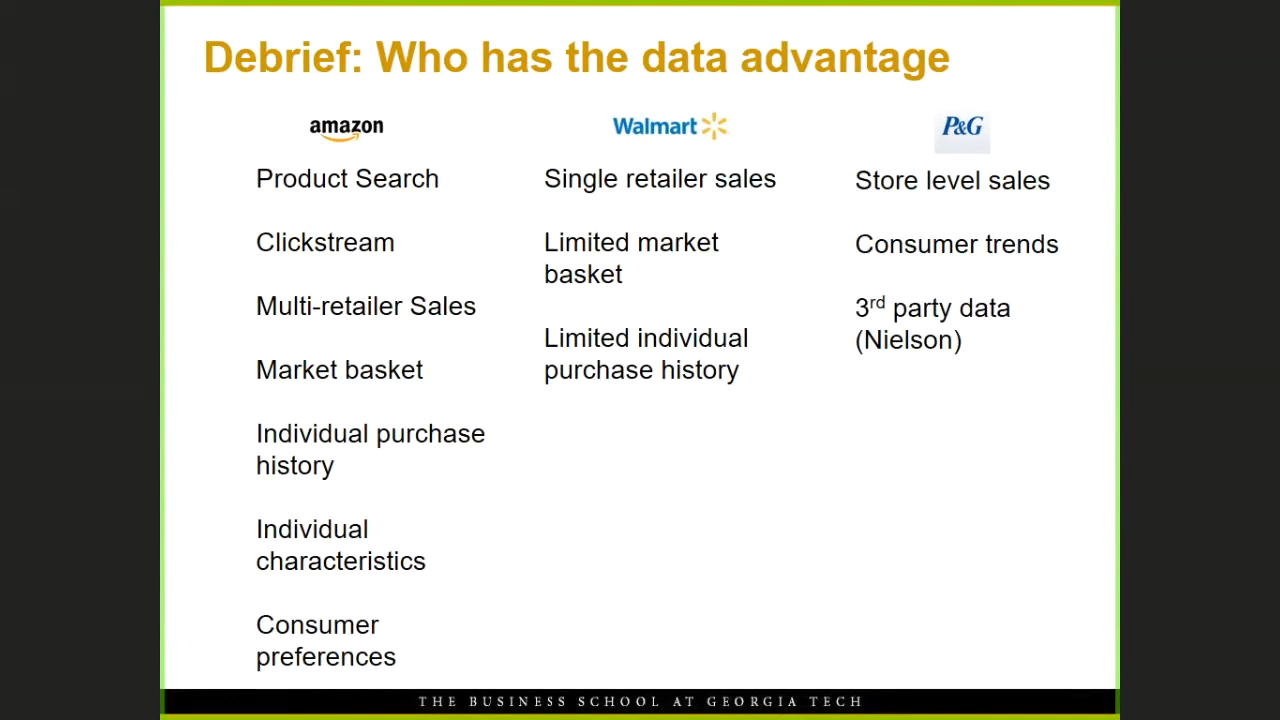 Debrief: Who has the data advantage
amazon
Product Search
Clickstream
Multi-retailer Sales
Market basket
Individual purchase
history
Individual
characteristics
Consumer
preferences
Walmart
Single retailer sales
Limited market
basket
Limited individual
purchase history
P&G
Store level sales
Consumer trends
3rd party data
(Nielson)
THE BUSINESS SCHOOL AT GEORGIA TECH